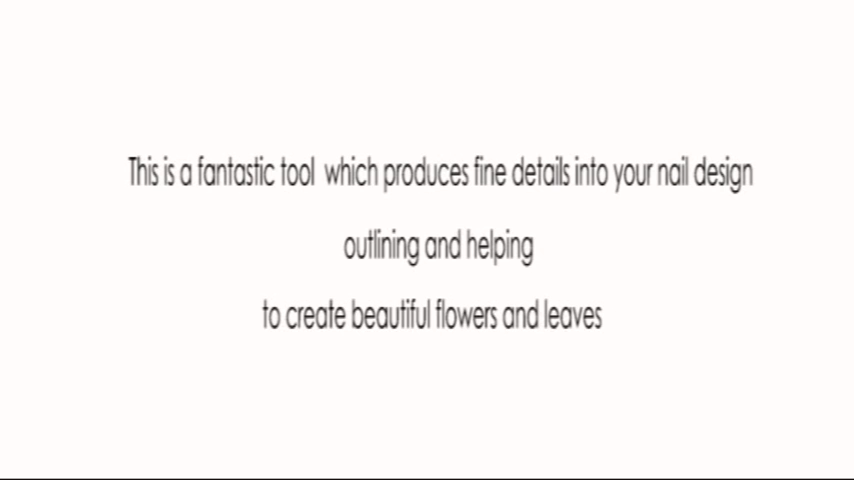 This is a fantastic tool which produces fine details into your nail design
outlining and helping
to create beautiful flowers and leaves